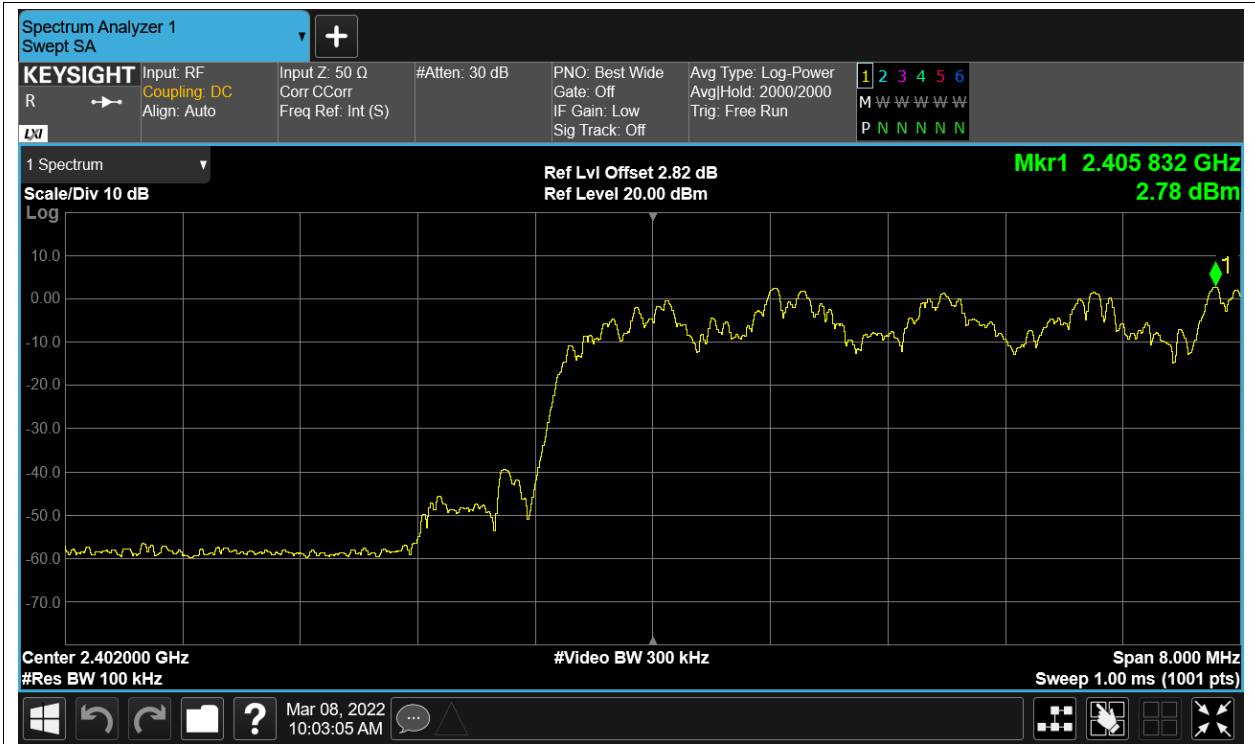 Spectrum Analyzer 1
Swept SA
KEYSIGHT
R
LXI
Input: RF
Coupling: DC
Align: Auto
Input Z: 50 Ω
Corr CCorr
Freq Ref: Int (S)
#Atten: 30 dB
PNO: Best Wide
Gate: Off
IF Gain: Low
Sig Track: Off
Avg Type: Log-Power
Avg|Hold: 2000/2000
Trig: Free Run
1 2 3 4 5 6
M W W W W W
P N N N N N
1 Spectrum
Scale/Div 10 dB
Log
Ref Lvl Offset 2.82 dB
Ref Level 20.00 dBm
Mkr1 2.405 832 GHz
2.78 dBm
1
10.0
0.00
-10.0
-20.0
-30.0
-40.0
-50.0
-60.0
-70.0
Center 2.402000 GHz
#Res BW 100 kHz
#Video BW 300 kHz
Span 8.000 MHz
Sweep 1.00 ms (1001 pts)
?
Mar 08, 2022
10:03:05 AM